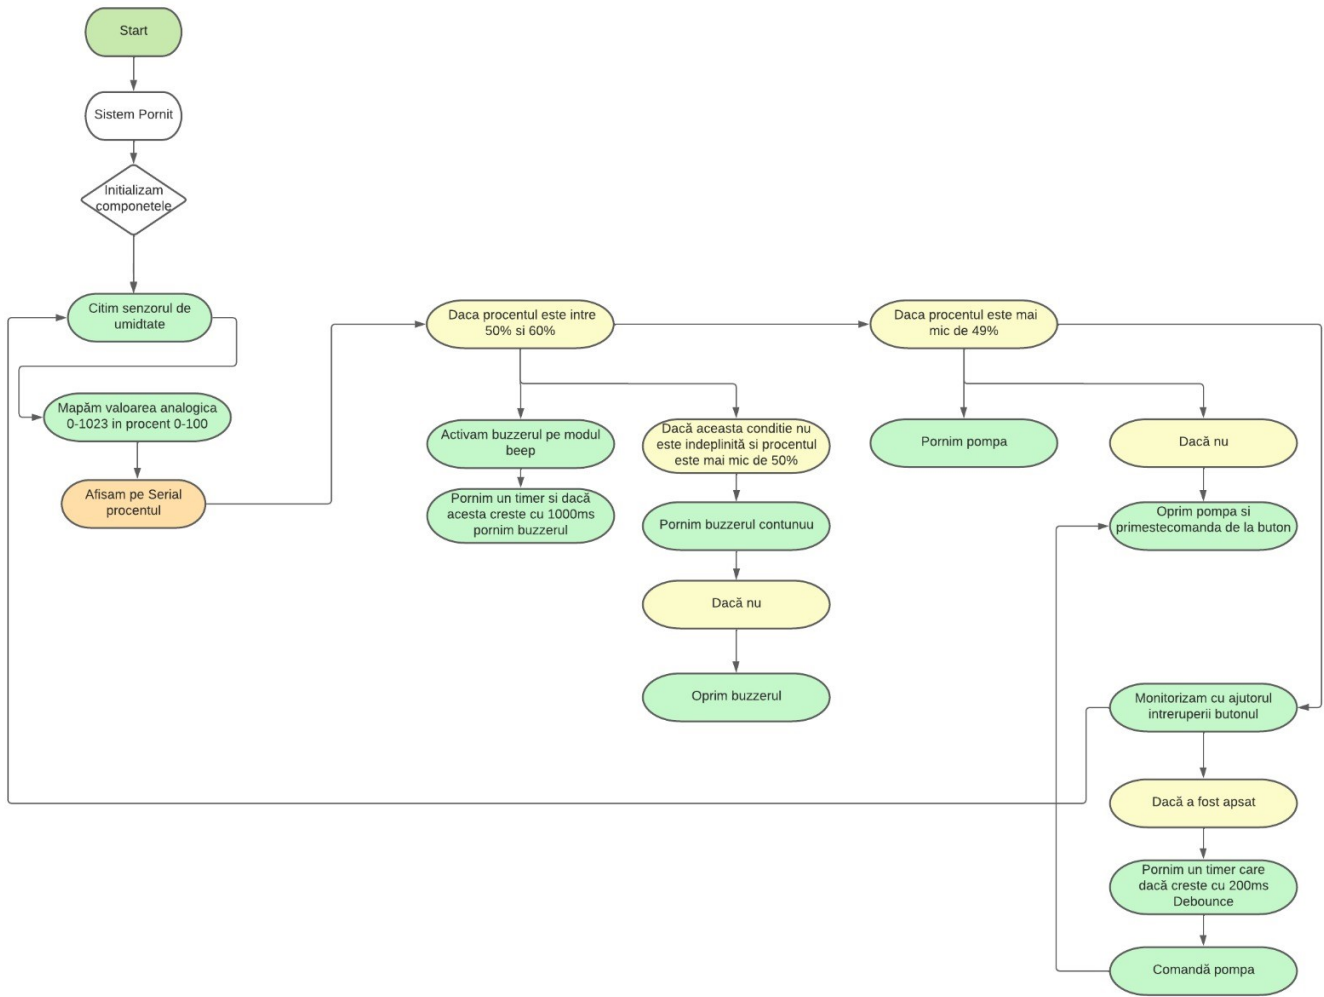 Start
Sistem Pornit
Initializam
componetele
Citim senzorul de
umidtate
Mapăm valoarea analogica
0-1023 in procent 0-100
Afisam pe Serial
procentul
Daca procentul este intre
50% si 60%
Activam buzzerul pe modul
beep
Pornim un timer si dacă
acesta creste cu 1000ms
pornim buzzerul
Dacă aceasta conditie nu
este indeplinită si procentul
este mai mic de 50%
Pornim buzzerul contunuu
Dacă nu
Oprim buzzerul
Daca procentul este mai
mic de 49%
Pornim pompa
Dacă nu
Oprim pompa si
primestecomanda de la buton
Monitorizam cu ajutorul
intreruperii butonul
Dacă a fost apsat
Pornim un timer care
dacă creste cu 200ms
Debounce
Comandă pompa